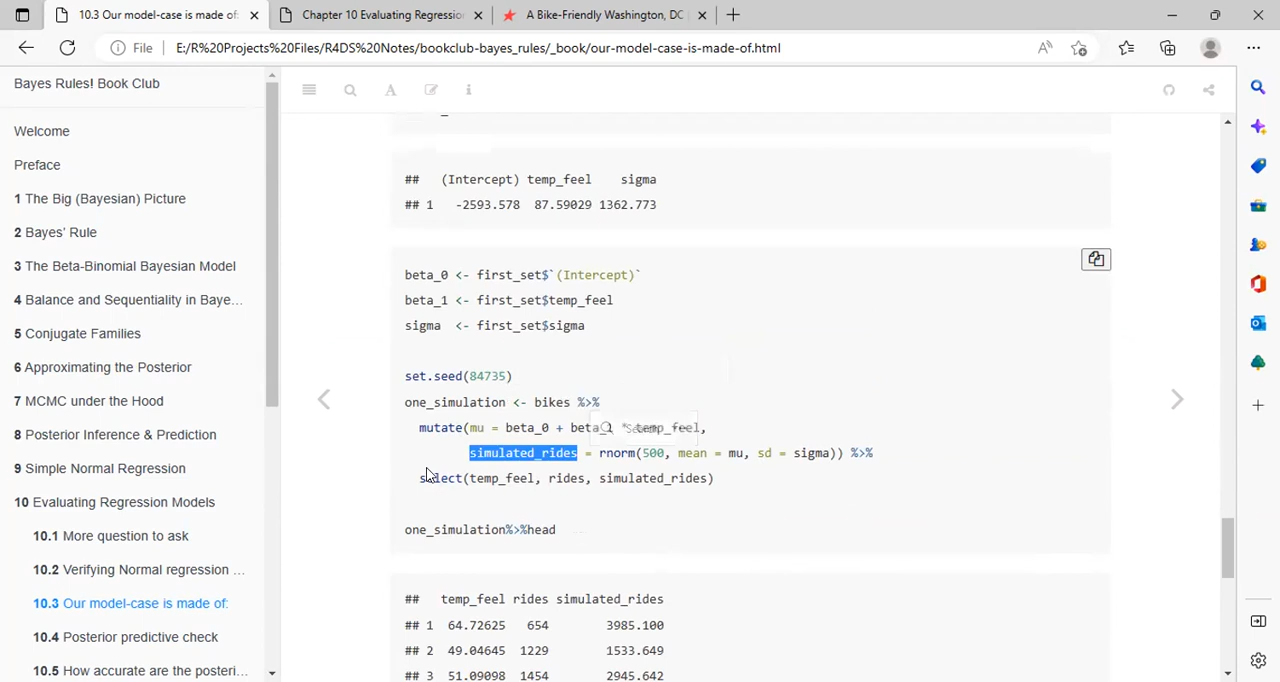 10.3 Our model-case is made of:
Chapter 10 Evaluating Regressio
A Bike-Friendly Washington, DC
File
E:/R%20Projects%20Files/R4DS%20Notes/bookclub-bayes_rules/_book/our-model-case-is-made-of.html
Bayes Rules! Book Club
Welcome
Preface
1 The Big (Bayesian) Picture
2 Bayes' Rule
3 The Beta-Binomial Bayesian Model
4 Balance and Sequentiality in Baye…
5 Conjugate Families
6 Approximating the Posterior
7 MCMC under the Hood
8 Posterior Inference & Prediction
9 Simple Normal Regression
10 Evaluating Regression Models
10.1 More question to ask
10.2 Verifying Normal regression …
10.3 Our model-case is made of:
10.4 Posterior predictive check
10.5 How accurate are the posteri…
## (Intercept) temp_feel sigma
## 1 -2593.578 87.59029 1362.773
beta_0 <- first_set$`(Intercept)`
beta_1 <- first_set$temp_feel
sigma <- first_set$sigma
set.seed(84735)
one_simulation <- bikes %>%
mutate(mu = beta_0 + beta_1 * temp_feel,
simulated_rides = rnorm(500, mean = mu, sd = sigma)) %>%
select(temp_feel, rides, simulated_rides)
one_simulation%>%head
## temp_feel rides simulated_rides
## 1 64.72625 654 3985.100
## 2 49.04645 1229 1533.649
## 3 51.09098 1454 2945.642